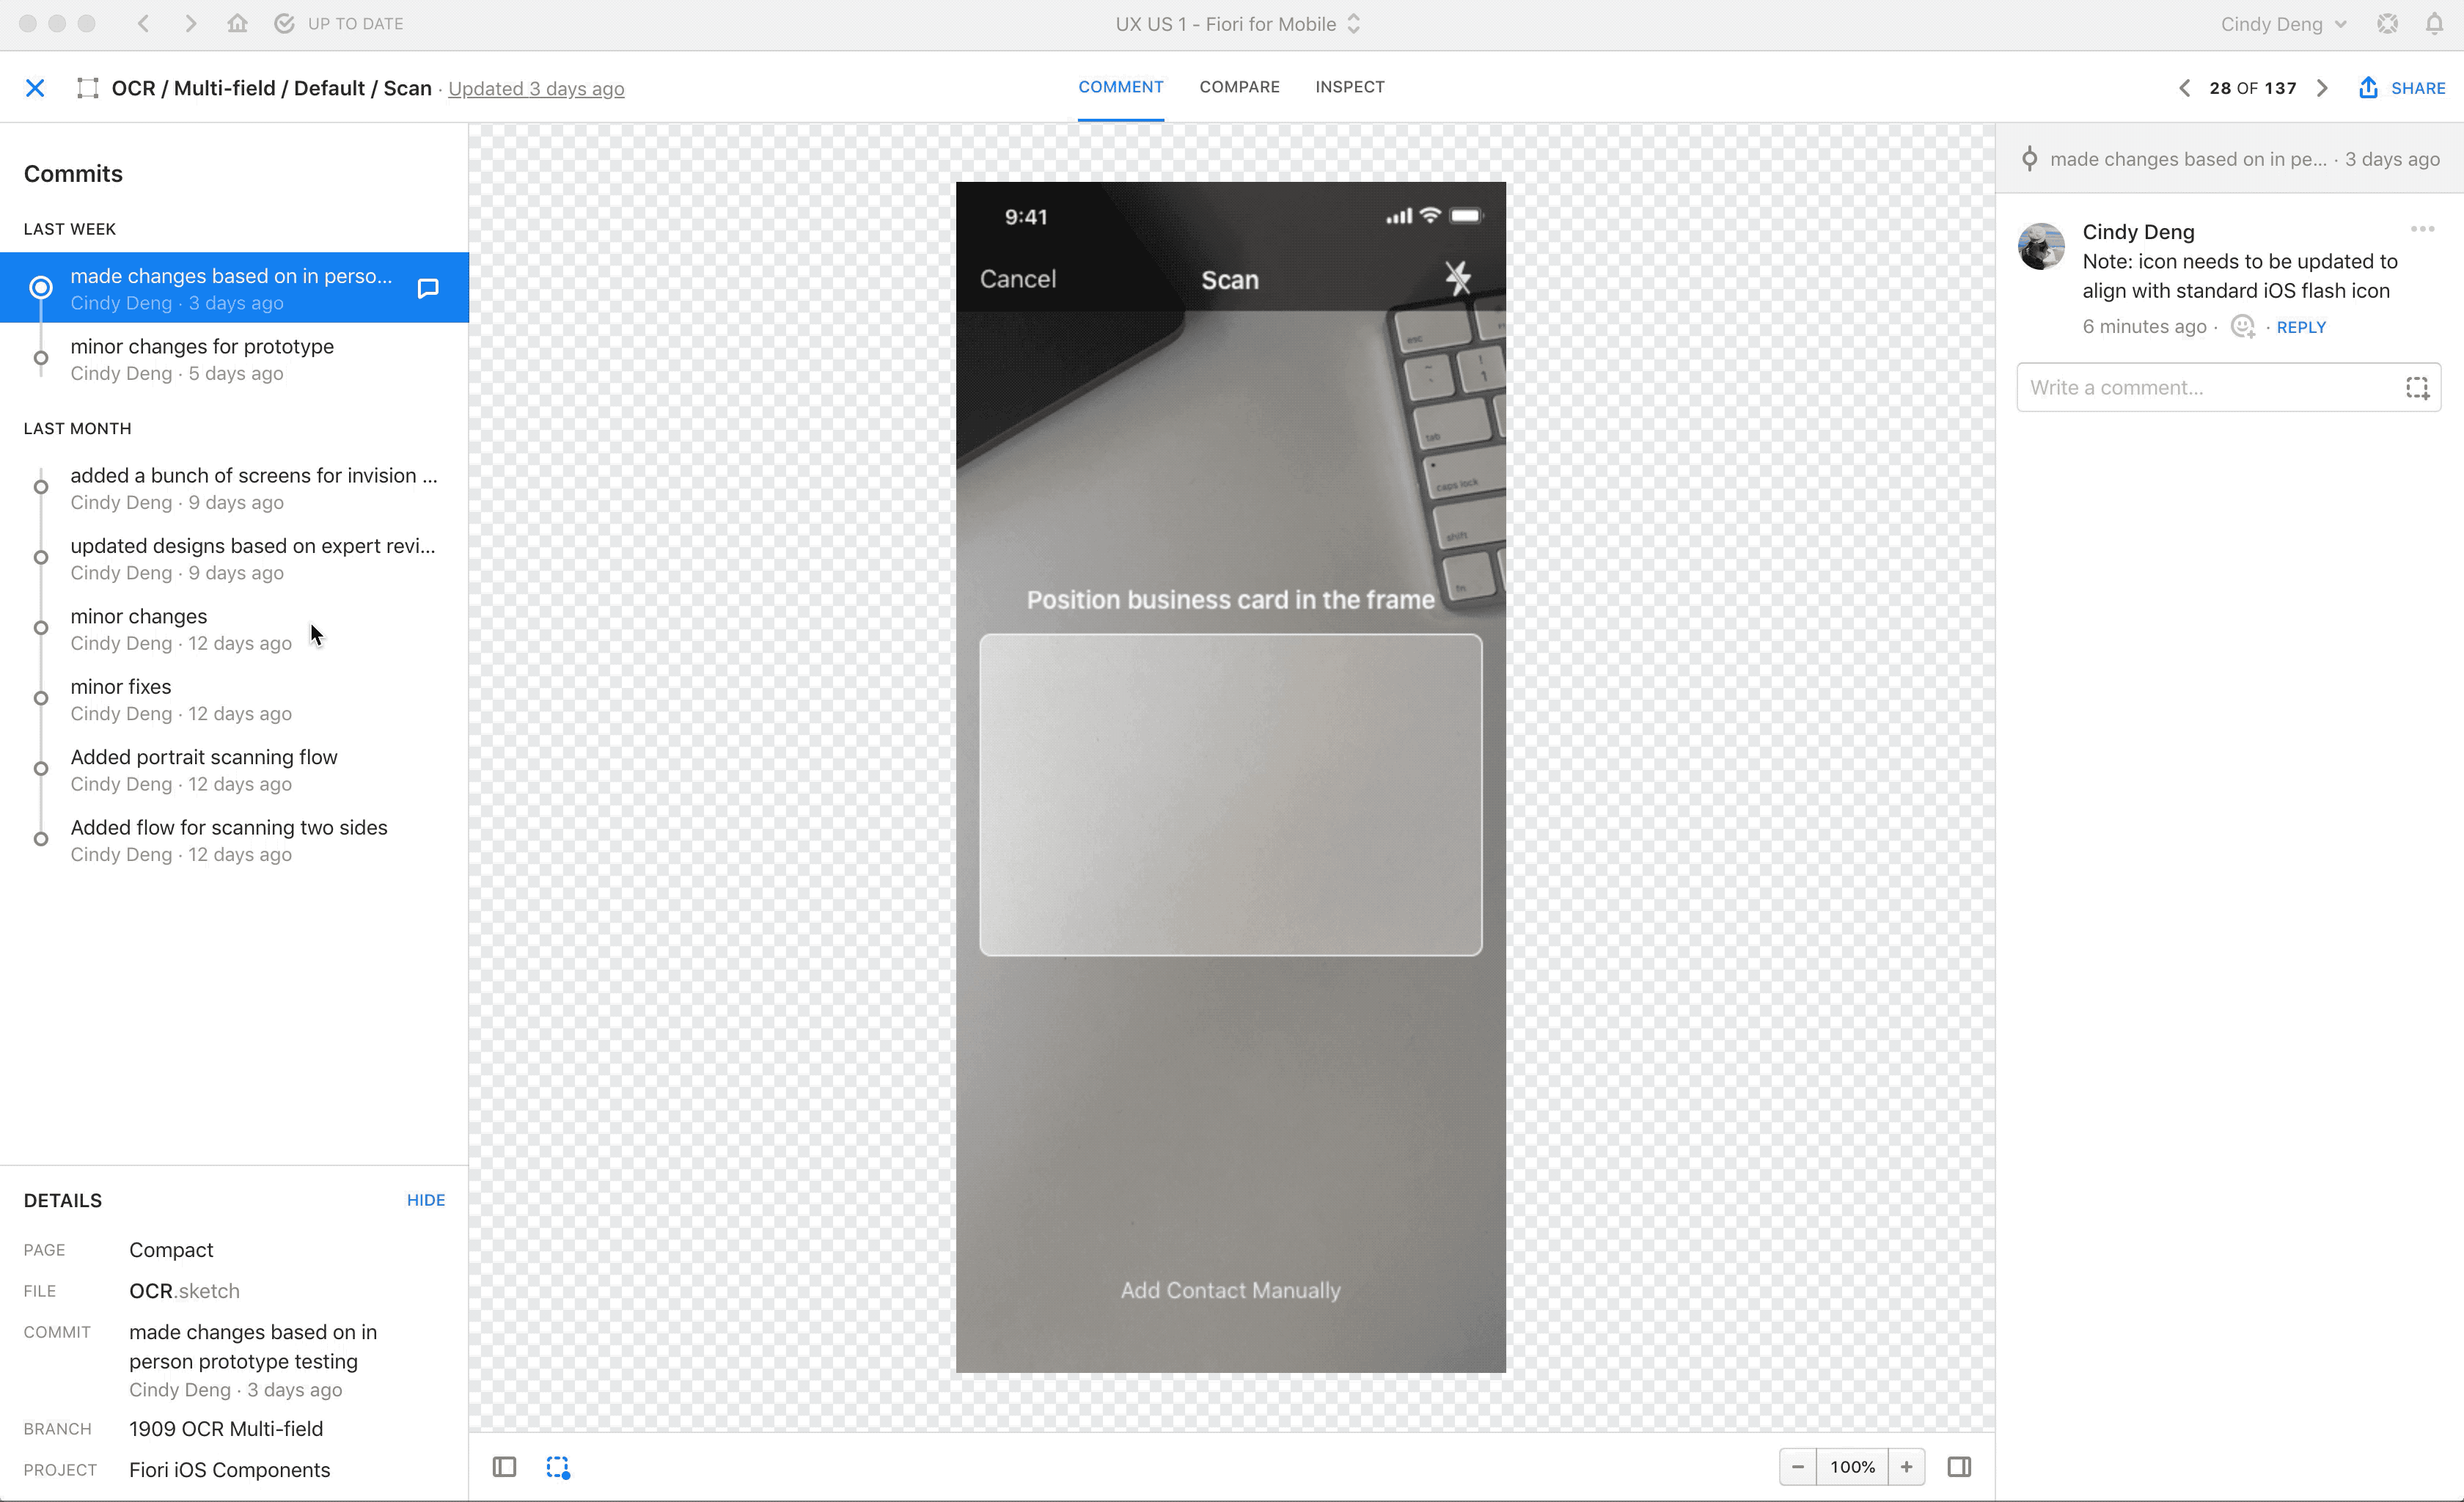 UP TO DATE
UX US 1 - Fiori for Mobile
Cindy Deng
OCR / Multi-field / Default / Scan · Updated 3 days ago
COMMENT
COMPARE
INSPECT
28 OF 137
SHARE
Commits
LAST WEEK
made changes based on in perso...
Cindy Deng · 3 days ago
minor changes for prototype
Cindy Deng · 5 days ago
LAST MONTH
added a bunch of screens for invision ...
Cindy Deng · 9 days ago
updated designs based on expert revi...
Cindy Deng · 9 days ago
minor changes
Cindy Deng · 12 days ago
minor fixes
Cindy Deng · 12 days ago
Added portrait scanning flow
Cindy Deng · 12 days ago
Added flow for scanning two sides
Cindy Deng · 12 days ago
DETAILS
HIDE
PAGE
Compact
FILE
OCR.sketch
COMMIT
made changes based on in
person prototype testing
Cindy Deng · 3 days ago
BRANCH
1909 OCR Multi-field
PROJECT
Fiori iOS Components
9:41
Cancel
Scan
esc
~
!
1
tab
caps lock
shift
fn
Position business card in the frame
Add Contact Manually
100%
made changes based on in pe... · 3 days ago
Cindy Deng
Note: icon needs to be updated to
align with standard iOS flash icon
6 minutes ago ·
· REPLY
Write a comment...